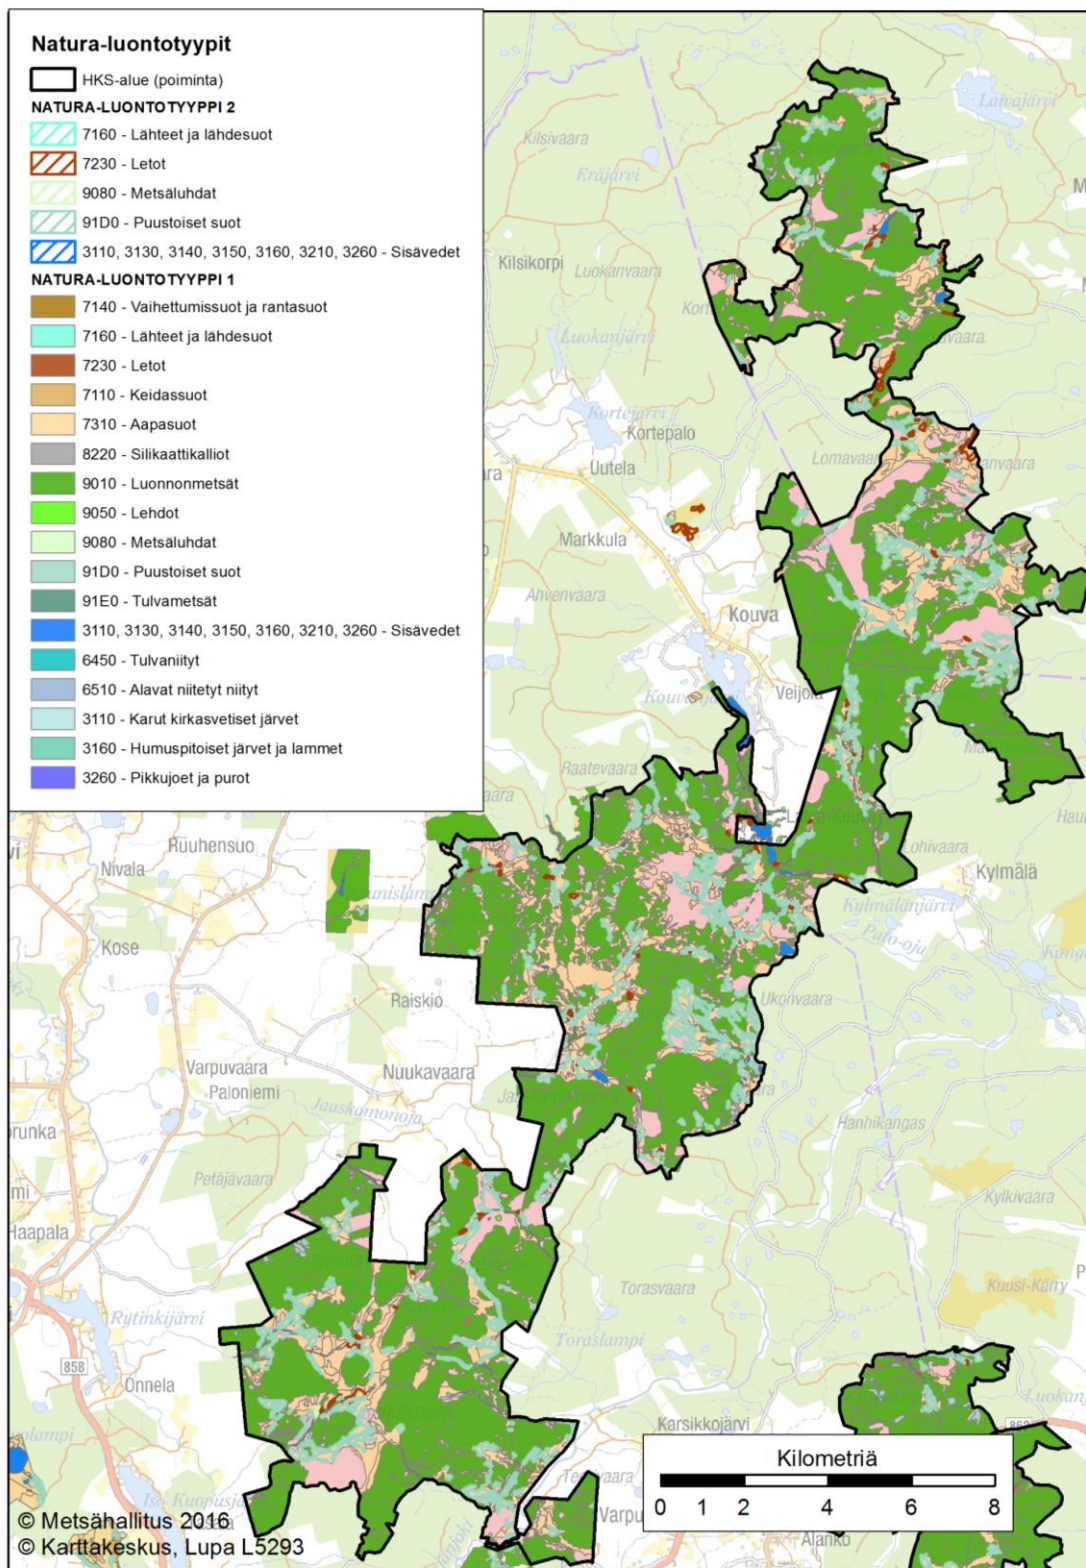 Natura-luontotyypit
HKS-alue (poiminta)
NATURA-LUONTOTYYPPI 2
7160 - Lähteet ja lähdesuot
7230 - Letot
9080 - Metsäluhdat
91D0 - Puustoiset suot
3110, 3130, 3140, 3150, 3160, 3210, 3260 - Sisävedet
NATURA-LUONTOTYYPPI 1
7140 - Vaihettumissuot ja rantasuot
7160 - Lähteet ja lähdesuot
7230 - Letot
7110 - Keidassuot
7310 - Aapasuot
8220 - Silikaattikalliot
9010 - Luonnonmetsät
9050 - Lehdot
9080 - Metsäluhdat
91D0 - Puustoiset suot
91E0 - Tulvametsät
3110, 3130, 3140, 3150, 3160, 3210, 3260 - Sisävedet
6450 - Tulvaniityt
6510 - Alavat niitetyt niityt
3110 - Karut kirkasvetiset järvet
3160 - Humuspitoiset järvet ja lammet
3260 - Pikkujoet ja purot
Laivajärvi
Kilsivaara
Eräjärvi
Kilsikorpi
Luokanvaara
Luokanjärvi
Kortejärvi
Kortepalo
Uutela
Lomavaara
Markkula
Ahvenvaara
Kouva
Veijola
Raatevaara
Lohivaara
Kylmälä
Kylmälänjärvi
Palo-oja
Ruuhensuo
Nivala
Kose
Raiskio
Ukonvaara
Varpuvaara
Paloniemi
Nuukavaara
Jaaskamonoja
Hanhikangas
Petäjävaara
Kylkivaara
Haapala
Torasvaara
Kuusi-Kärry
Rytinkijärvi
Toraslampi
858
Onnela
Karsikkojärvi
863
Alanko
Kilometriä
0 1 2 4 6 8
© Metsähallitus 2016
© Karttakeskus, Lupa L5293